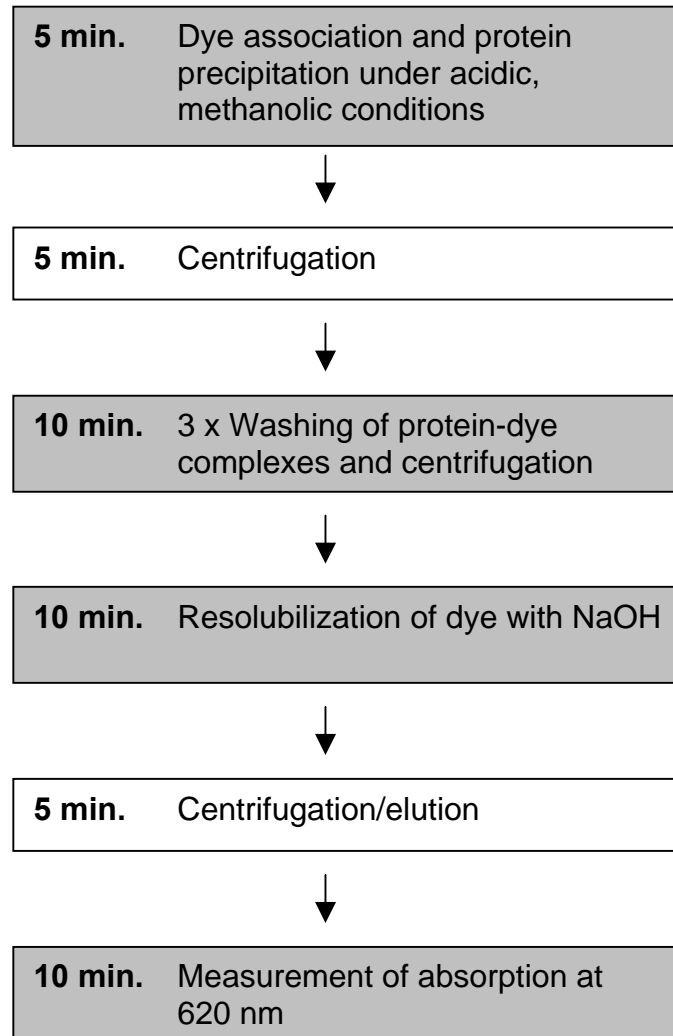 5 min. Dye association and protein
precipitation under acidic,
methanolic conditions
5 min. Centrifugation
10 min. 3 x Washing of protein-dye
complexes and centrifugation
10 min. Resolubilization of dye with NaOH
5 min. Centrifugation/elution
10 min. Measurement of absorption at
620 nm